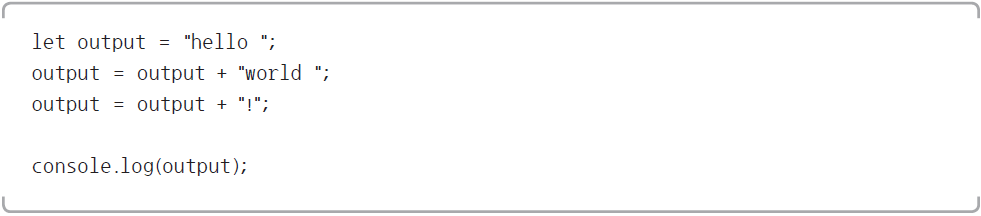 let output = "hello ";
output = output + "world ";
output = output + "!";
console.log(output);